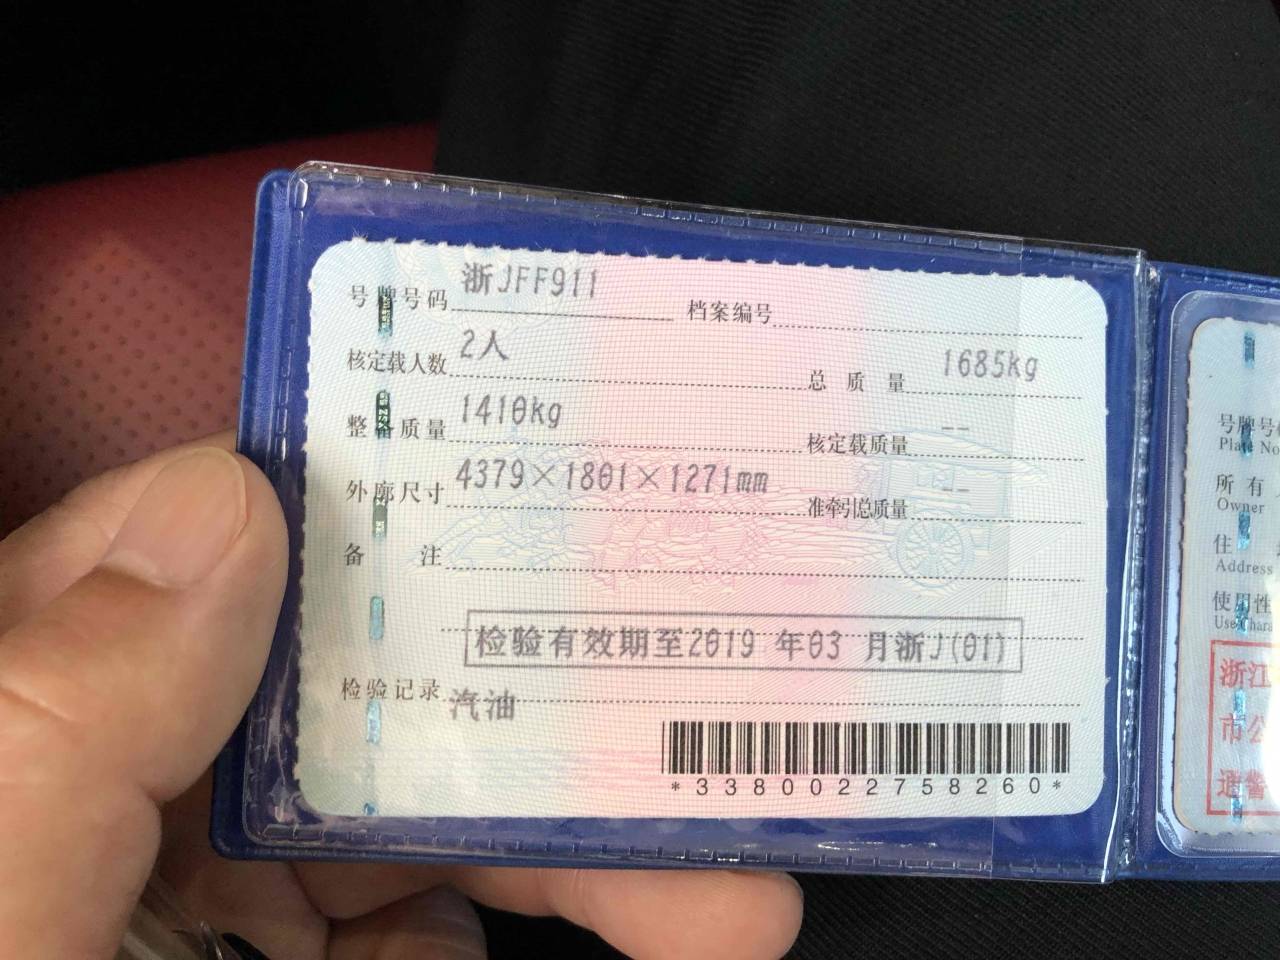 号牌号码 浙JFF911 档案编号
核定载人数 2人 总质量 1685kg
整备质量 1410kg 核定载质量 --
外廓尺寸 4379×1801×1271mm 准牵引总质量 --
备注
检验有效期至2019年03月浙J(01)
检验记录 汽油
*3380022758260*
号牌号
Plate No
所有
Owner
住
Address
使用性
浙江
市公